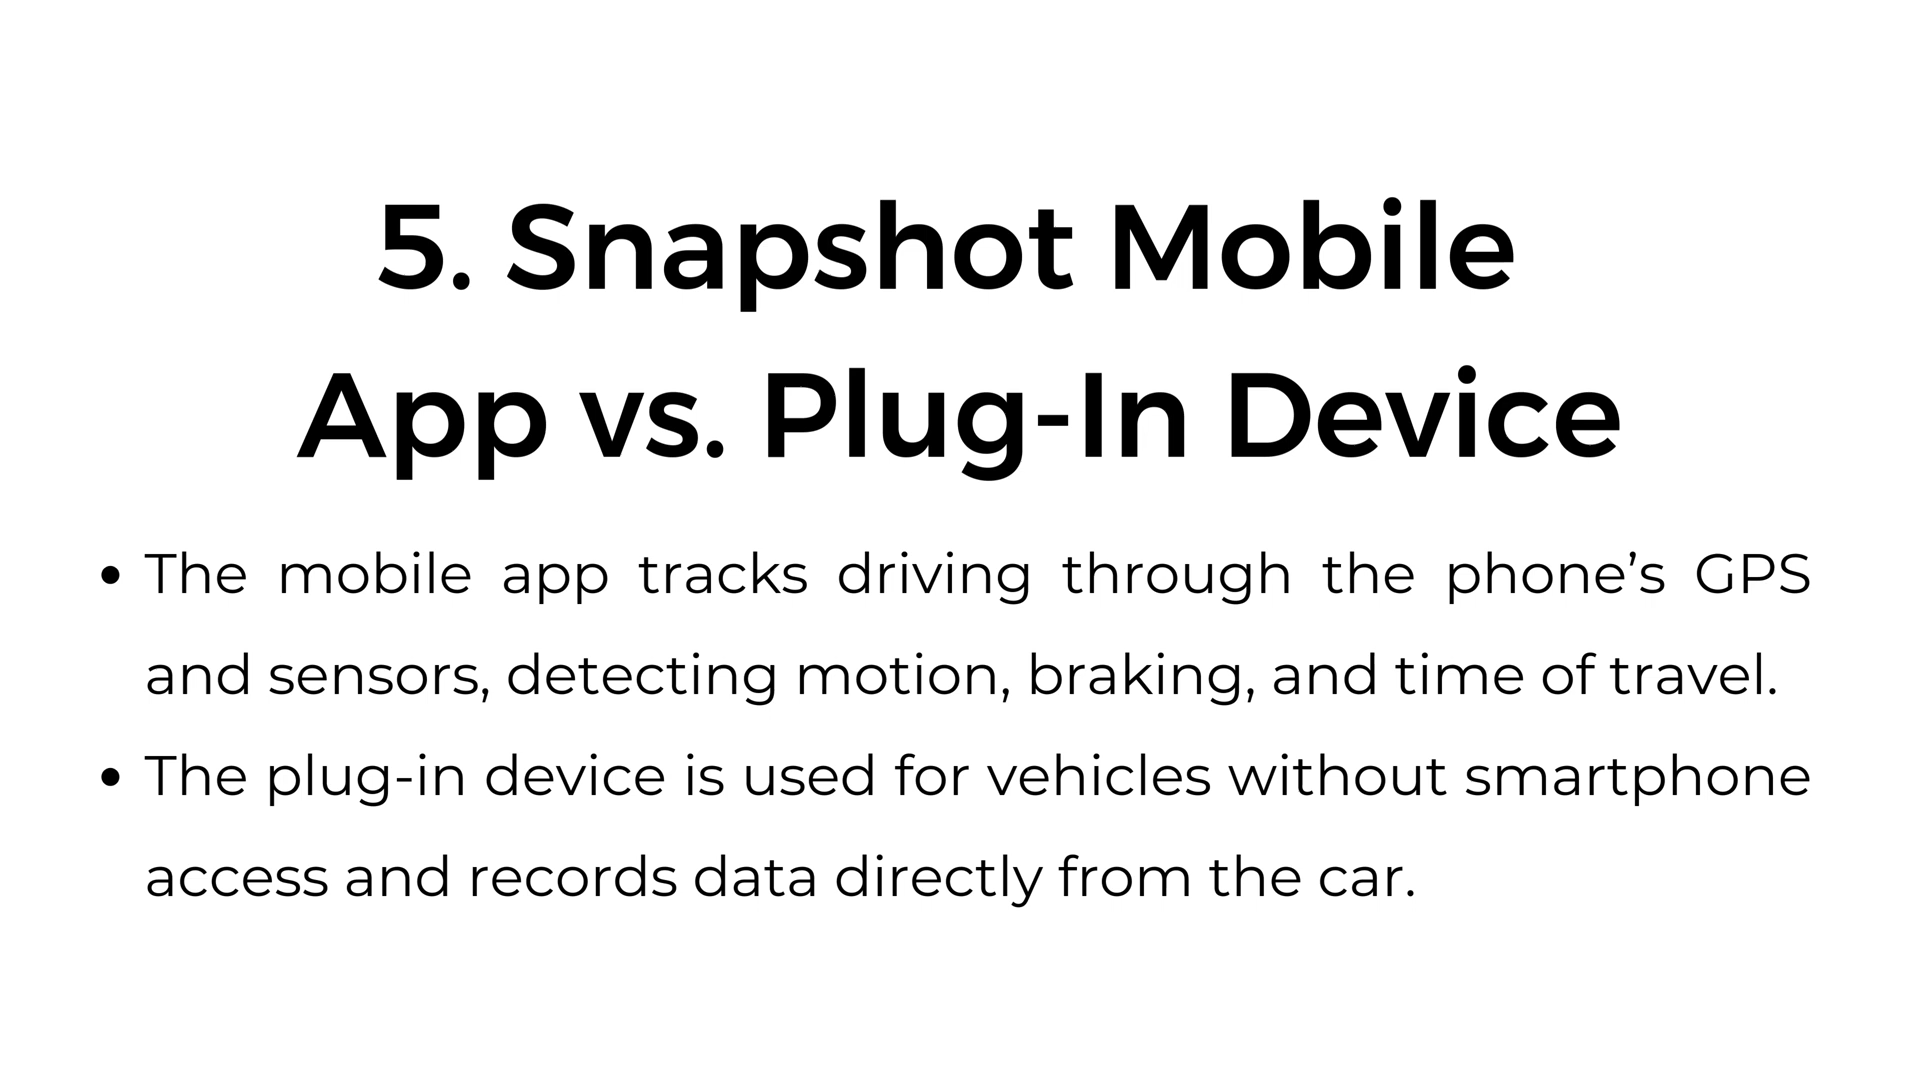 5. Snapshot Mobile
App vs. Plug-In Device
• The mobile app tracks driving through the phone’s GPS
and sensors, detecting motion, braking, and time of travel.
• The plug-in device is used for vehicles without smartphone
access and records data directly from the car.